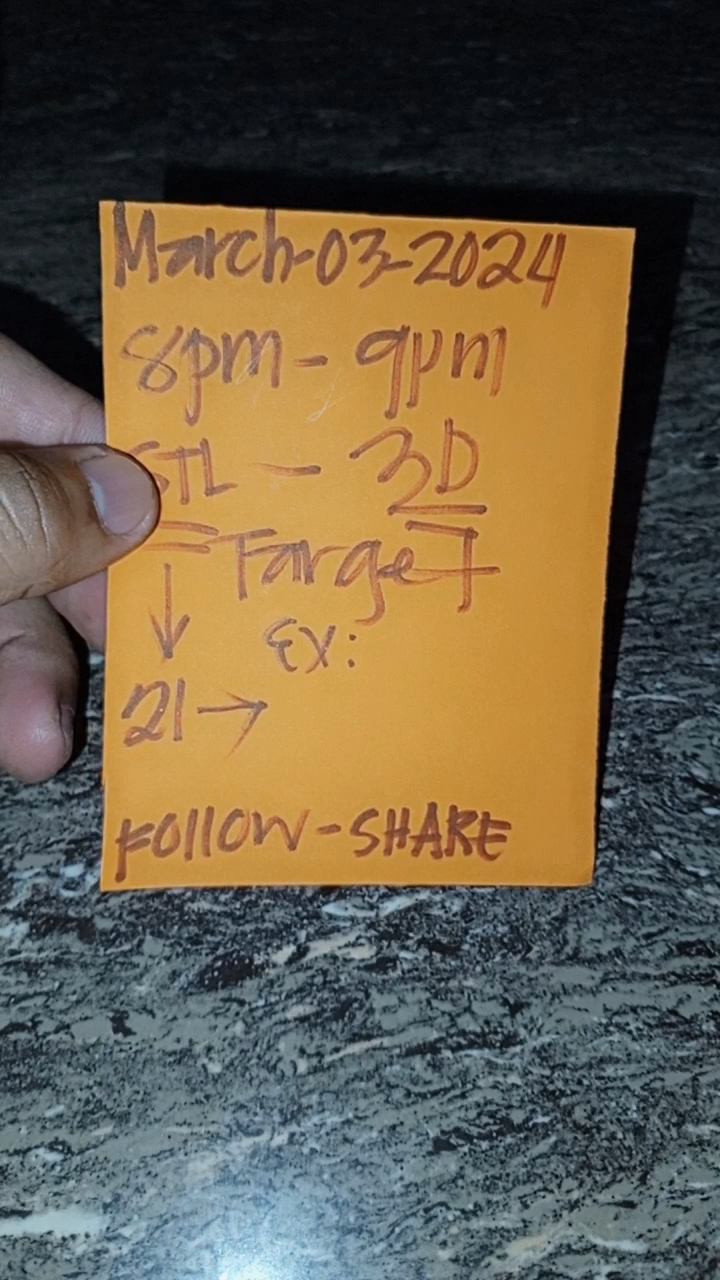 March-03-2024
8pm - 9pm
STL - 3D
Target
Ex:
21 →
FOLLOW - SHARE